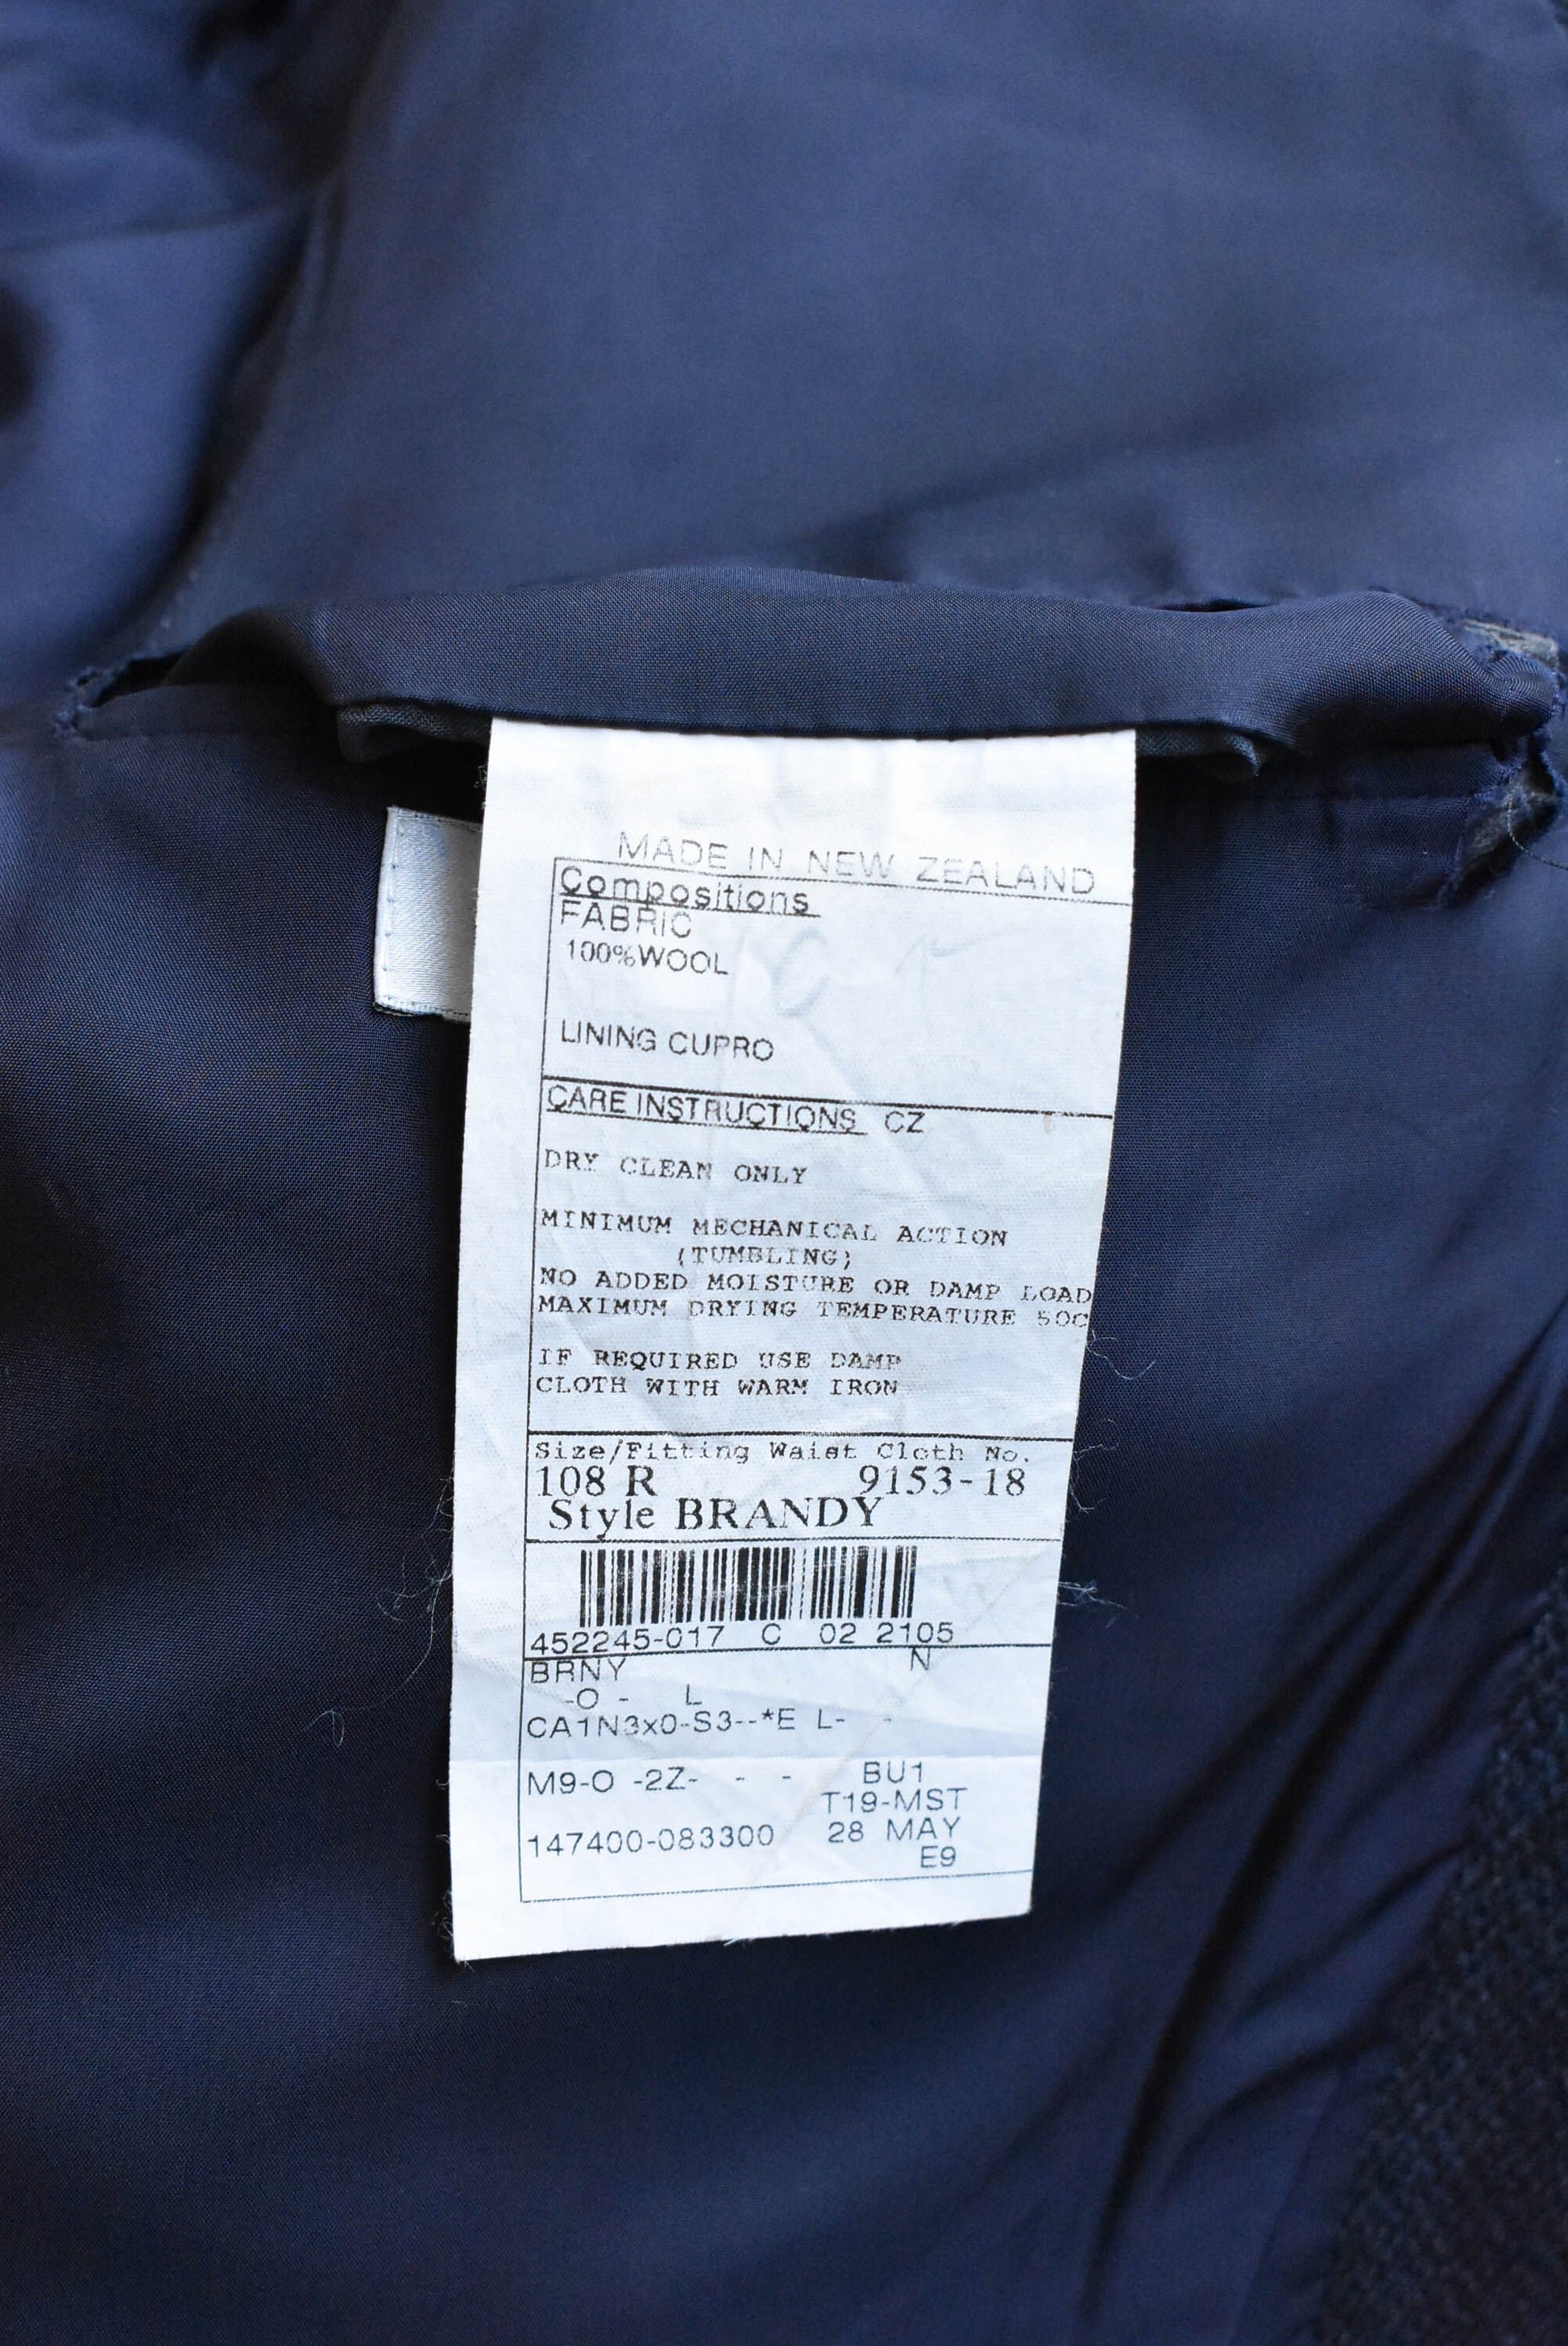 MADE IN NEW ZEALAND
Compositions
FABRIC
100%WOOL
LINING CUPRO
CARE INSTRUCTIONS CZ
DRY CLEAN ONLY
MINIMUM MECHANICAL ACTION
(TUMBLING)
NO ADDED MOISTURE OR DAMP LOAD
MAXIMUM DRYING TEMPERATURE 50C
IF REQUIRED USE DAMP
CLOTH WITH WARM IRON
Size/Fitting Waist Cloth No.
108 R 9153-18
Style BRANDY
452245-017 C 02 2105
BRNY N
-O - L
CA1N3x0-S3--*E L- -
M9-O -2Z- - - BU1
T19-MST
147400-083300 28 MAY
E9